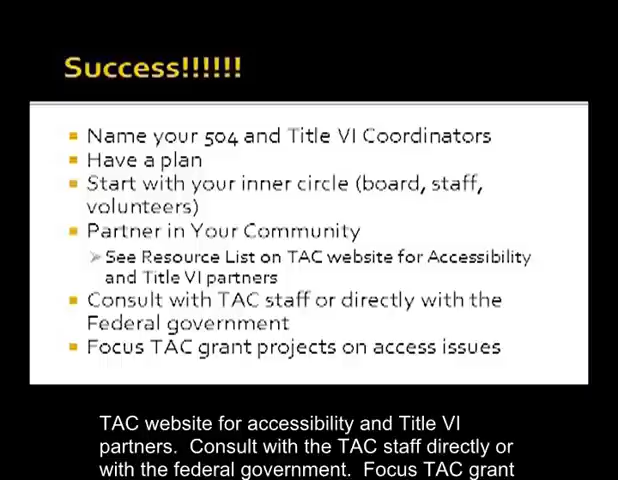 Success!!!!!!
Name your 504 and Title VI Coordinators
Have a plan
Start with your inner circle (board, staff,
volunteers)
Partner in Your Community
See Resource List on TAC website for Accessibility
and Title VI partners
Consult with TAC staff or directly with the
Federal government
Focus TAC grant projects on access issues
TAC website for accessibility and Title VI
partners.  Consult with the TAC staff directly or
with the federal government.  Focus TAC grant